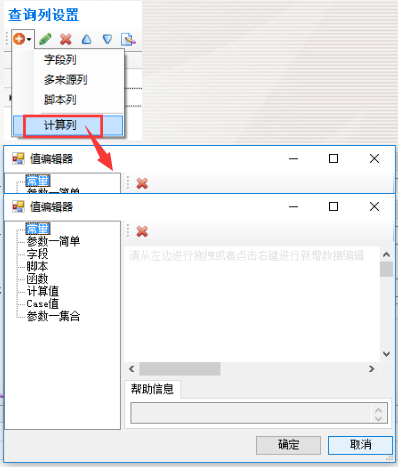 查询列设置
字段列
多来源列
脚本列
计算列
值编辑器
常量
参数—简单
值编辑器
常量
参数—简单
字段
脚本
函数
计算值
Case值
参数—集合
请从左边进行拖拽或者点击右键进行新增数据编辑
帮助信息
确定
取消